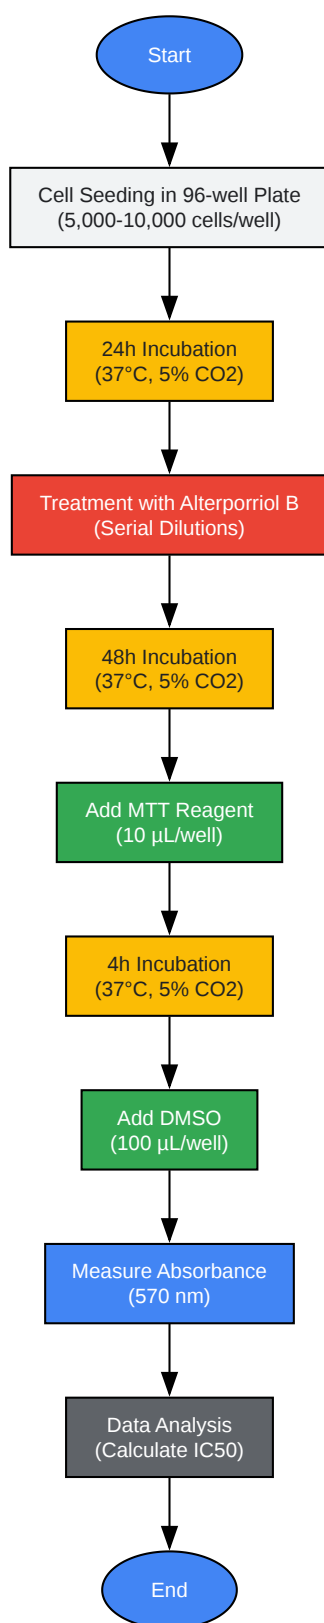 Start
Cell Seeding in 96-well Plate
(5,000-10,000 cells/well)
24h Incubation
(37°C, 5% CO2)
Treatment with Alterporriol B
(Serial Dilutions)
48h Incubation
(37°C, 5% CO2)
Add MTT Reagent
(10 µL/well)
4h Incubation
(37°C, 5% CO2)
Add DMSO
(100 µL/well)
Measure Absorbance
(570 nm)
Data Analysis
(Calculate IC50)
End